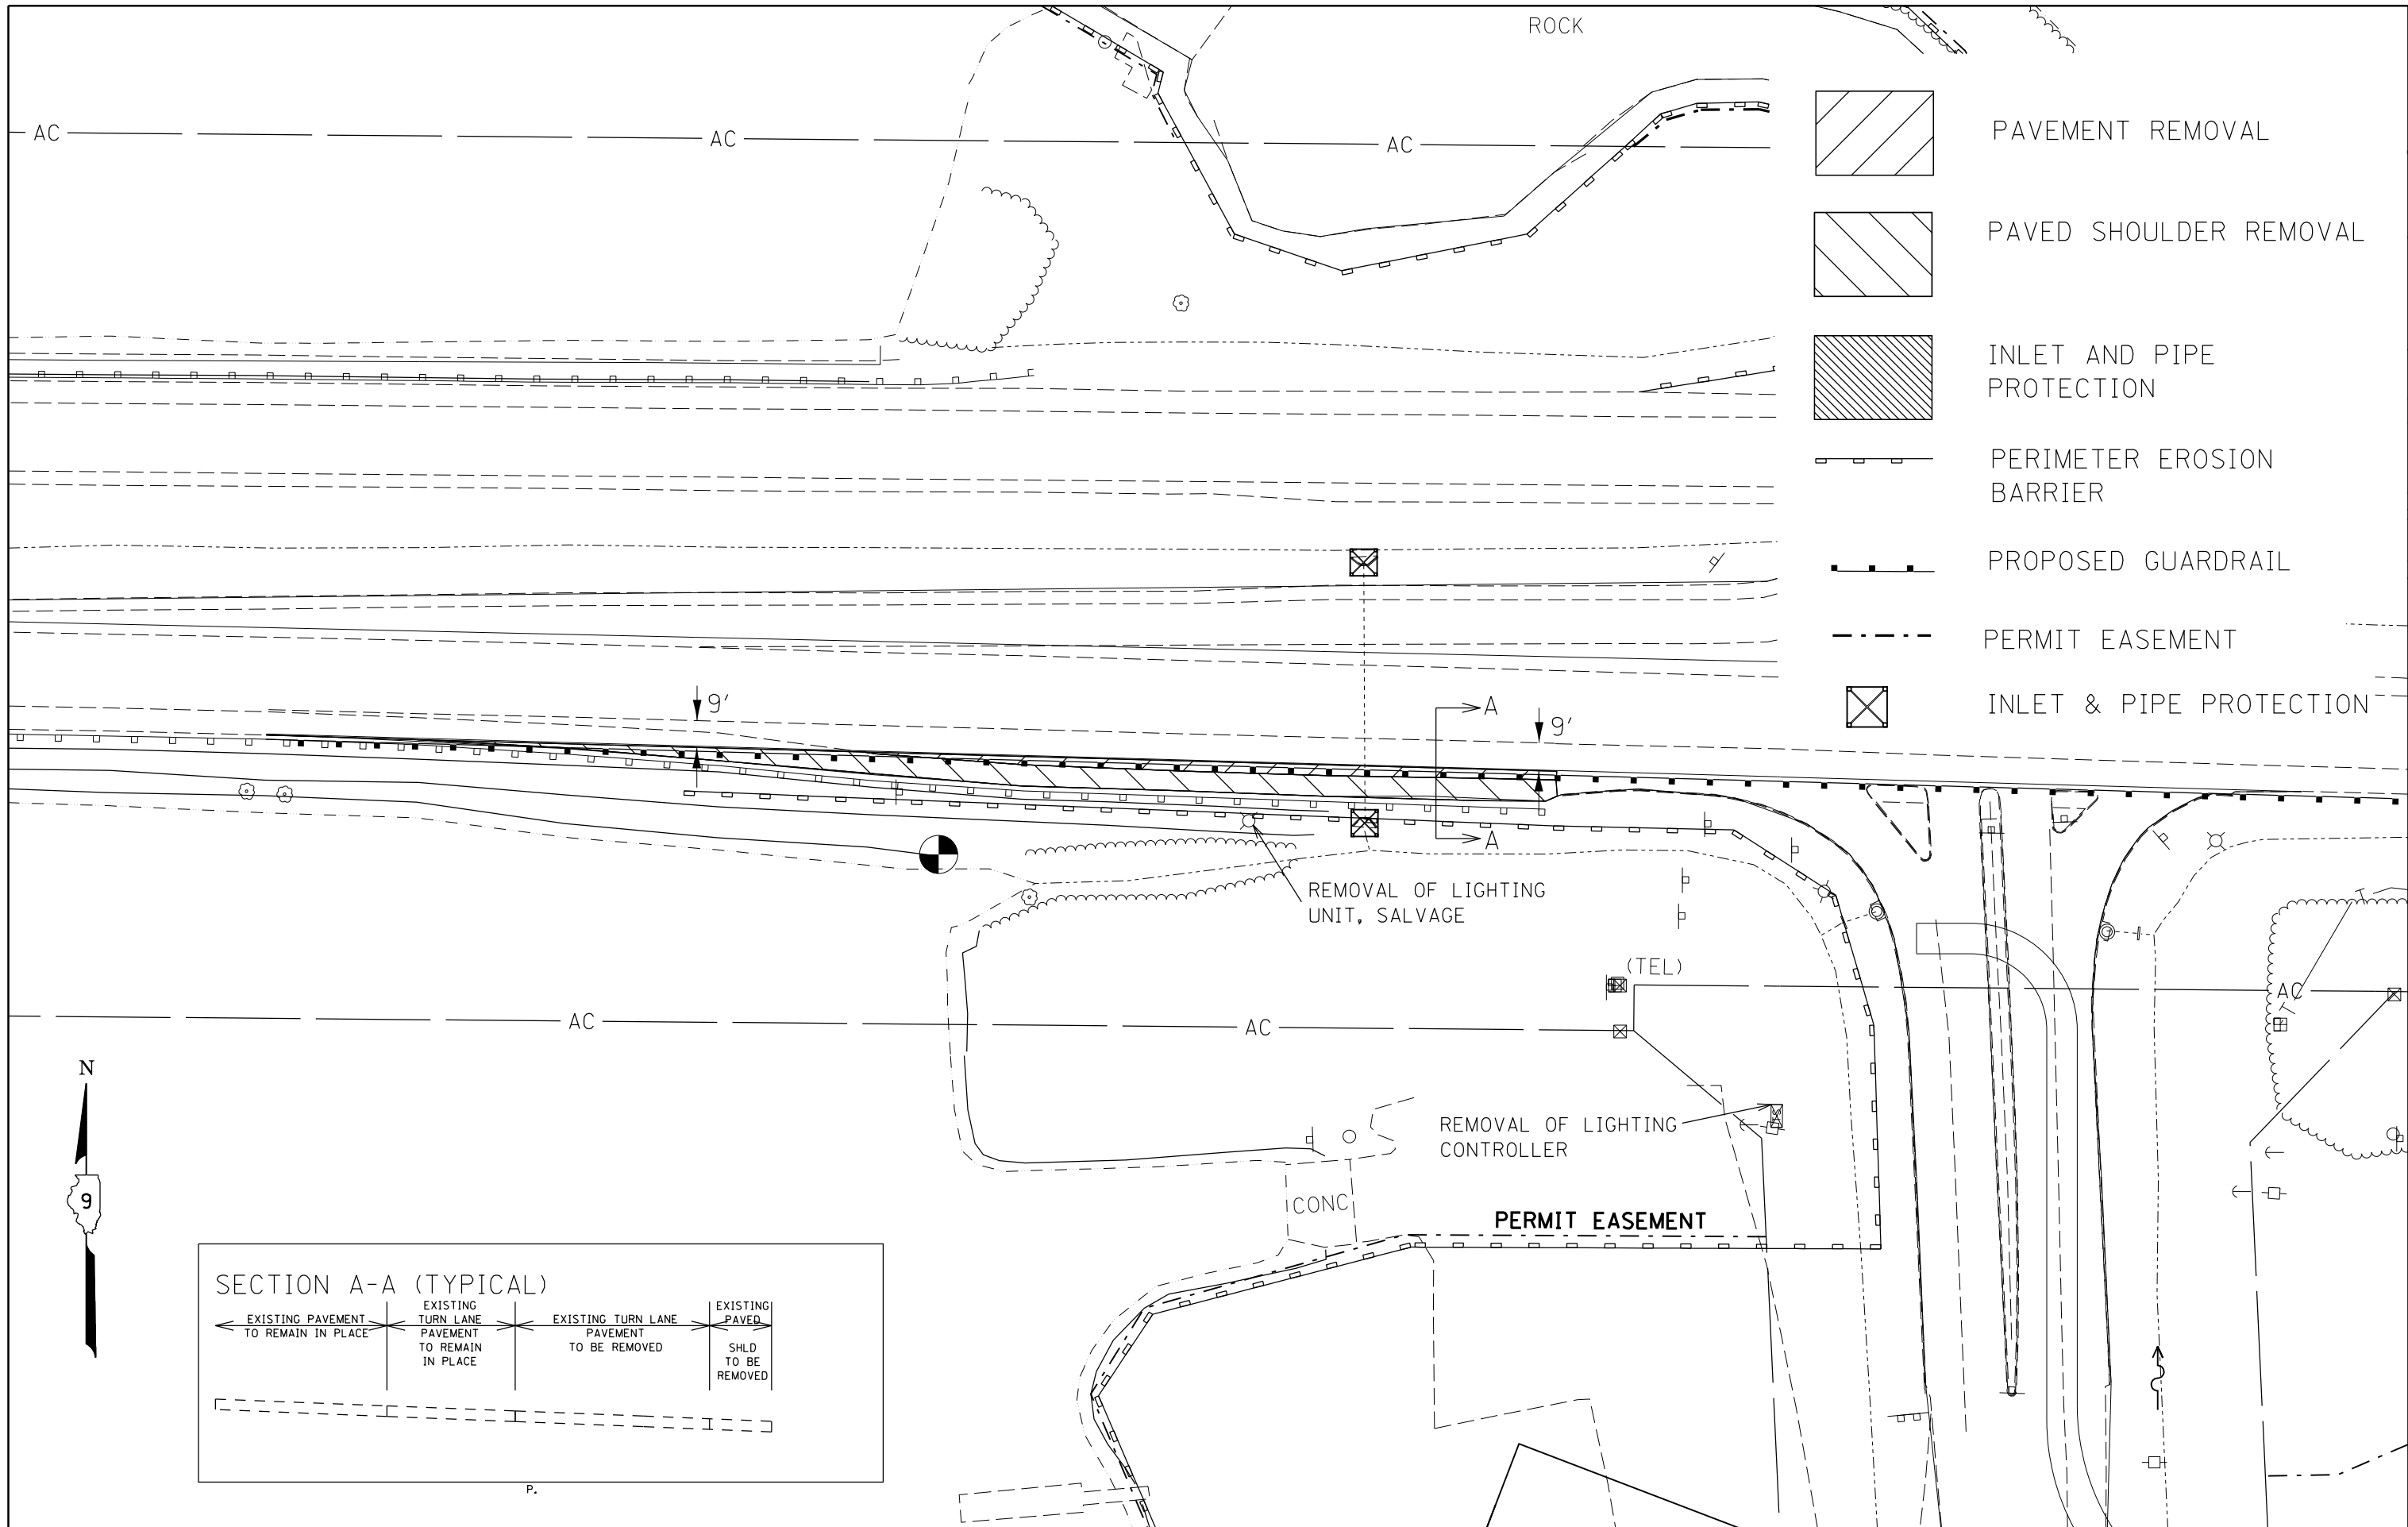 ROCK
AC
AC
AC
PAVEMENT REMOVAL
PAVED SHOULDER REMOVAL
INLET AND PIPE
PROTECTION
PERIMETER EROSION
BARRIER
PROPOSED GUARDRAIL
PERMIT EASEMENT
INLET & PIPE PROTECTION
9'
A
9'
A
REMOVAL OF LIGHTING
UNIT, SALVAGE
(TEL)
AC
AC
AC
N
9
REMOVAL OF LIGHTING
CONTROLLER
CONC
PERMIT EASEMENT
SECTION A-A (TYPICAL)
EXISTING PAVEMENT
TO REMAIN IN PLACE
EXISTING
TURN LANE
PAVEMENT
TO REMAIN
IN PLACE
EXISTING TURN LANE
PAVEMENT
TO BE REMOVED
EXISTING
PAVED
SHLD
TO BE
REMOVED
P.